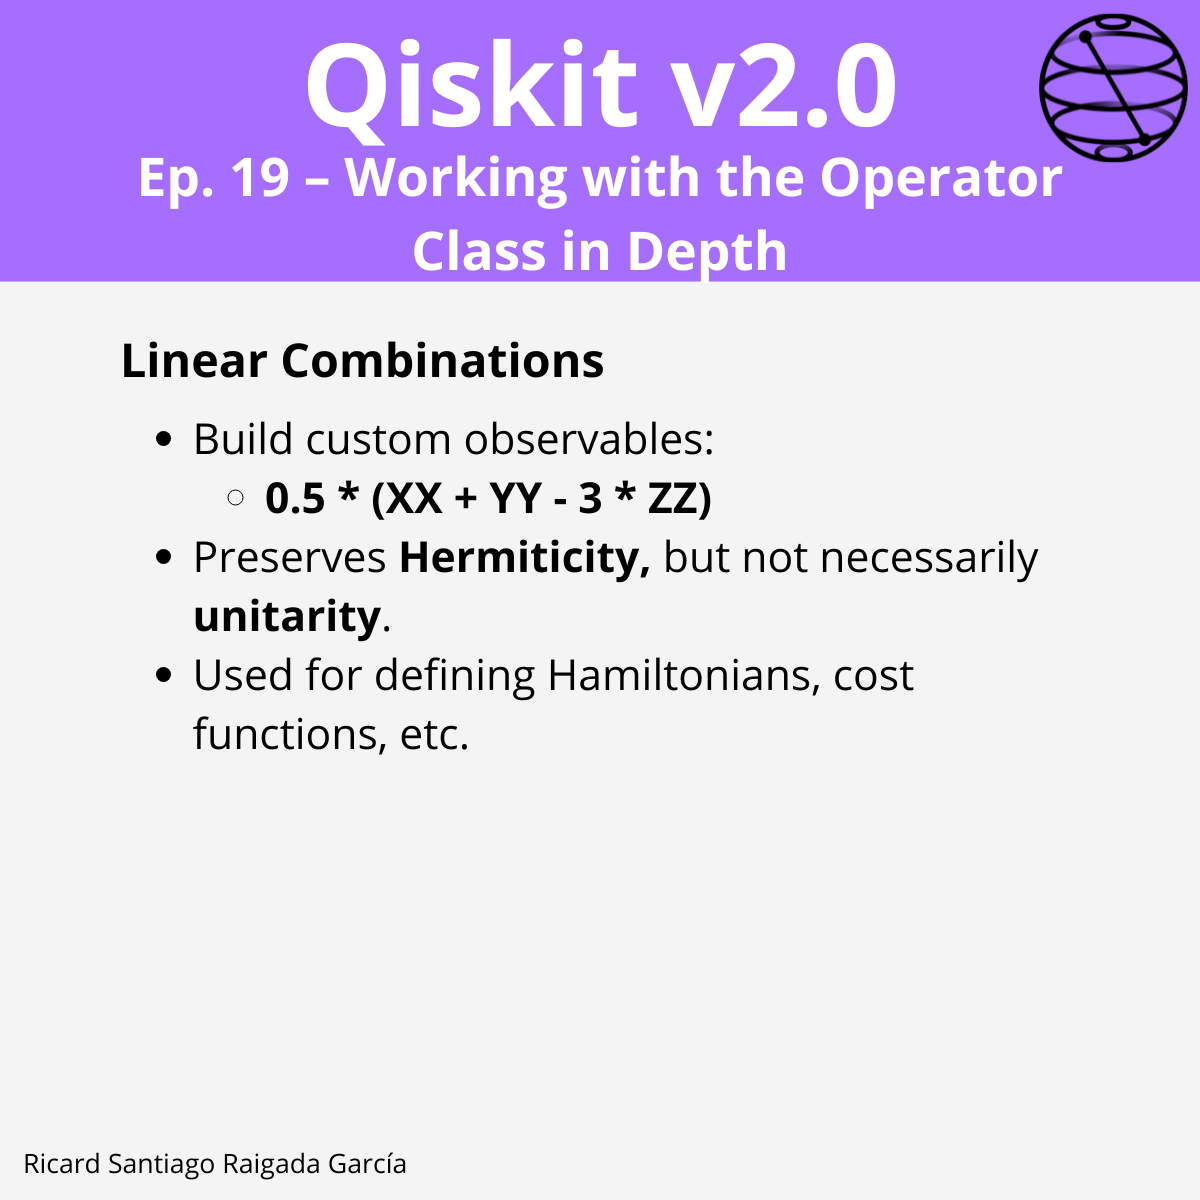 Qiskit v2.0
Ep. 19 – Working with the Operator
Class in Depth
Linear Combinations
Build custom observables:
0.5 * (XX + YY - 3 * ZZ)
Preserves Hermiticity, but not necessarily
unitarity.
Used for defining Hamiltonians, cost
functions, etc.
Ricard Santiago Raigada García